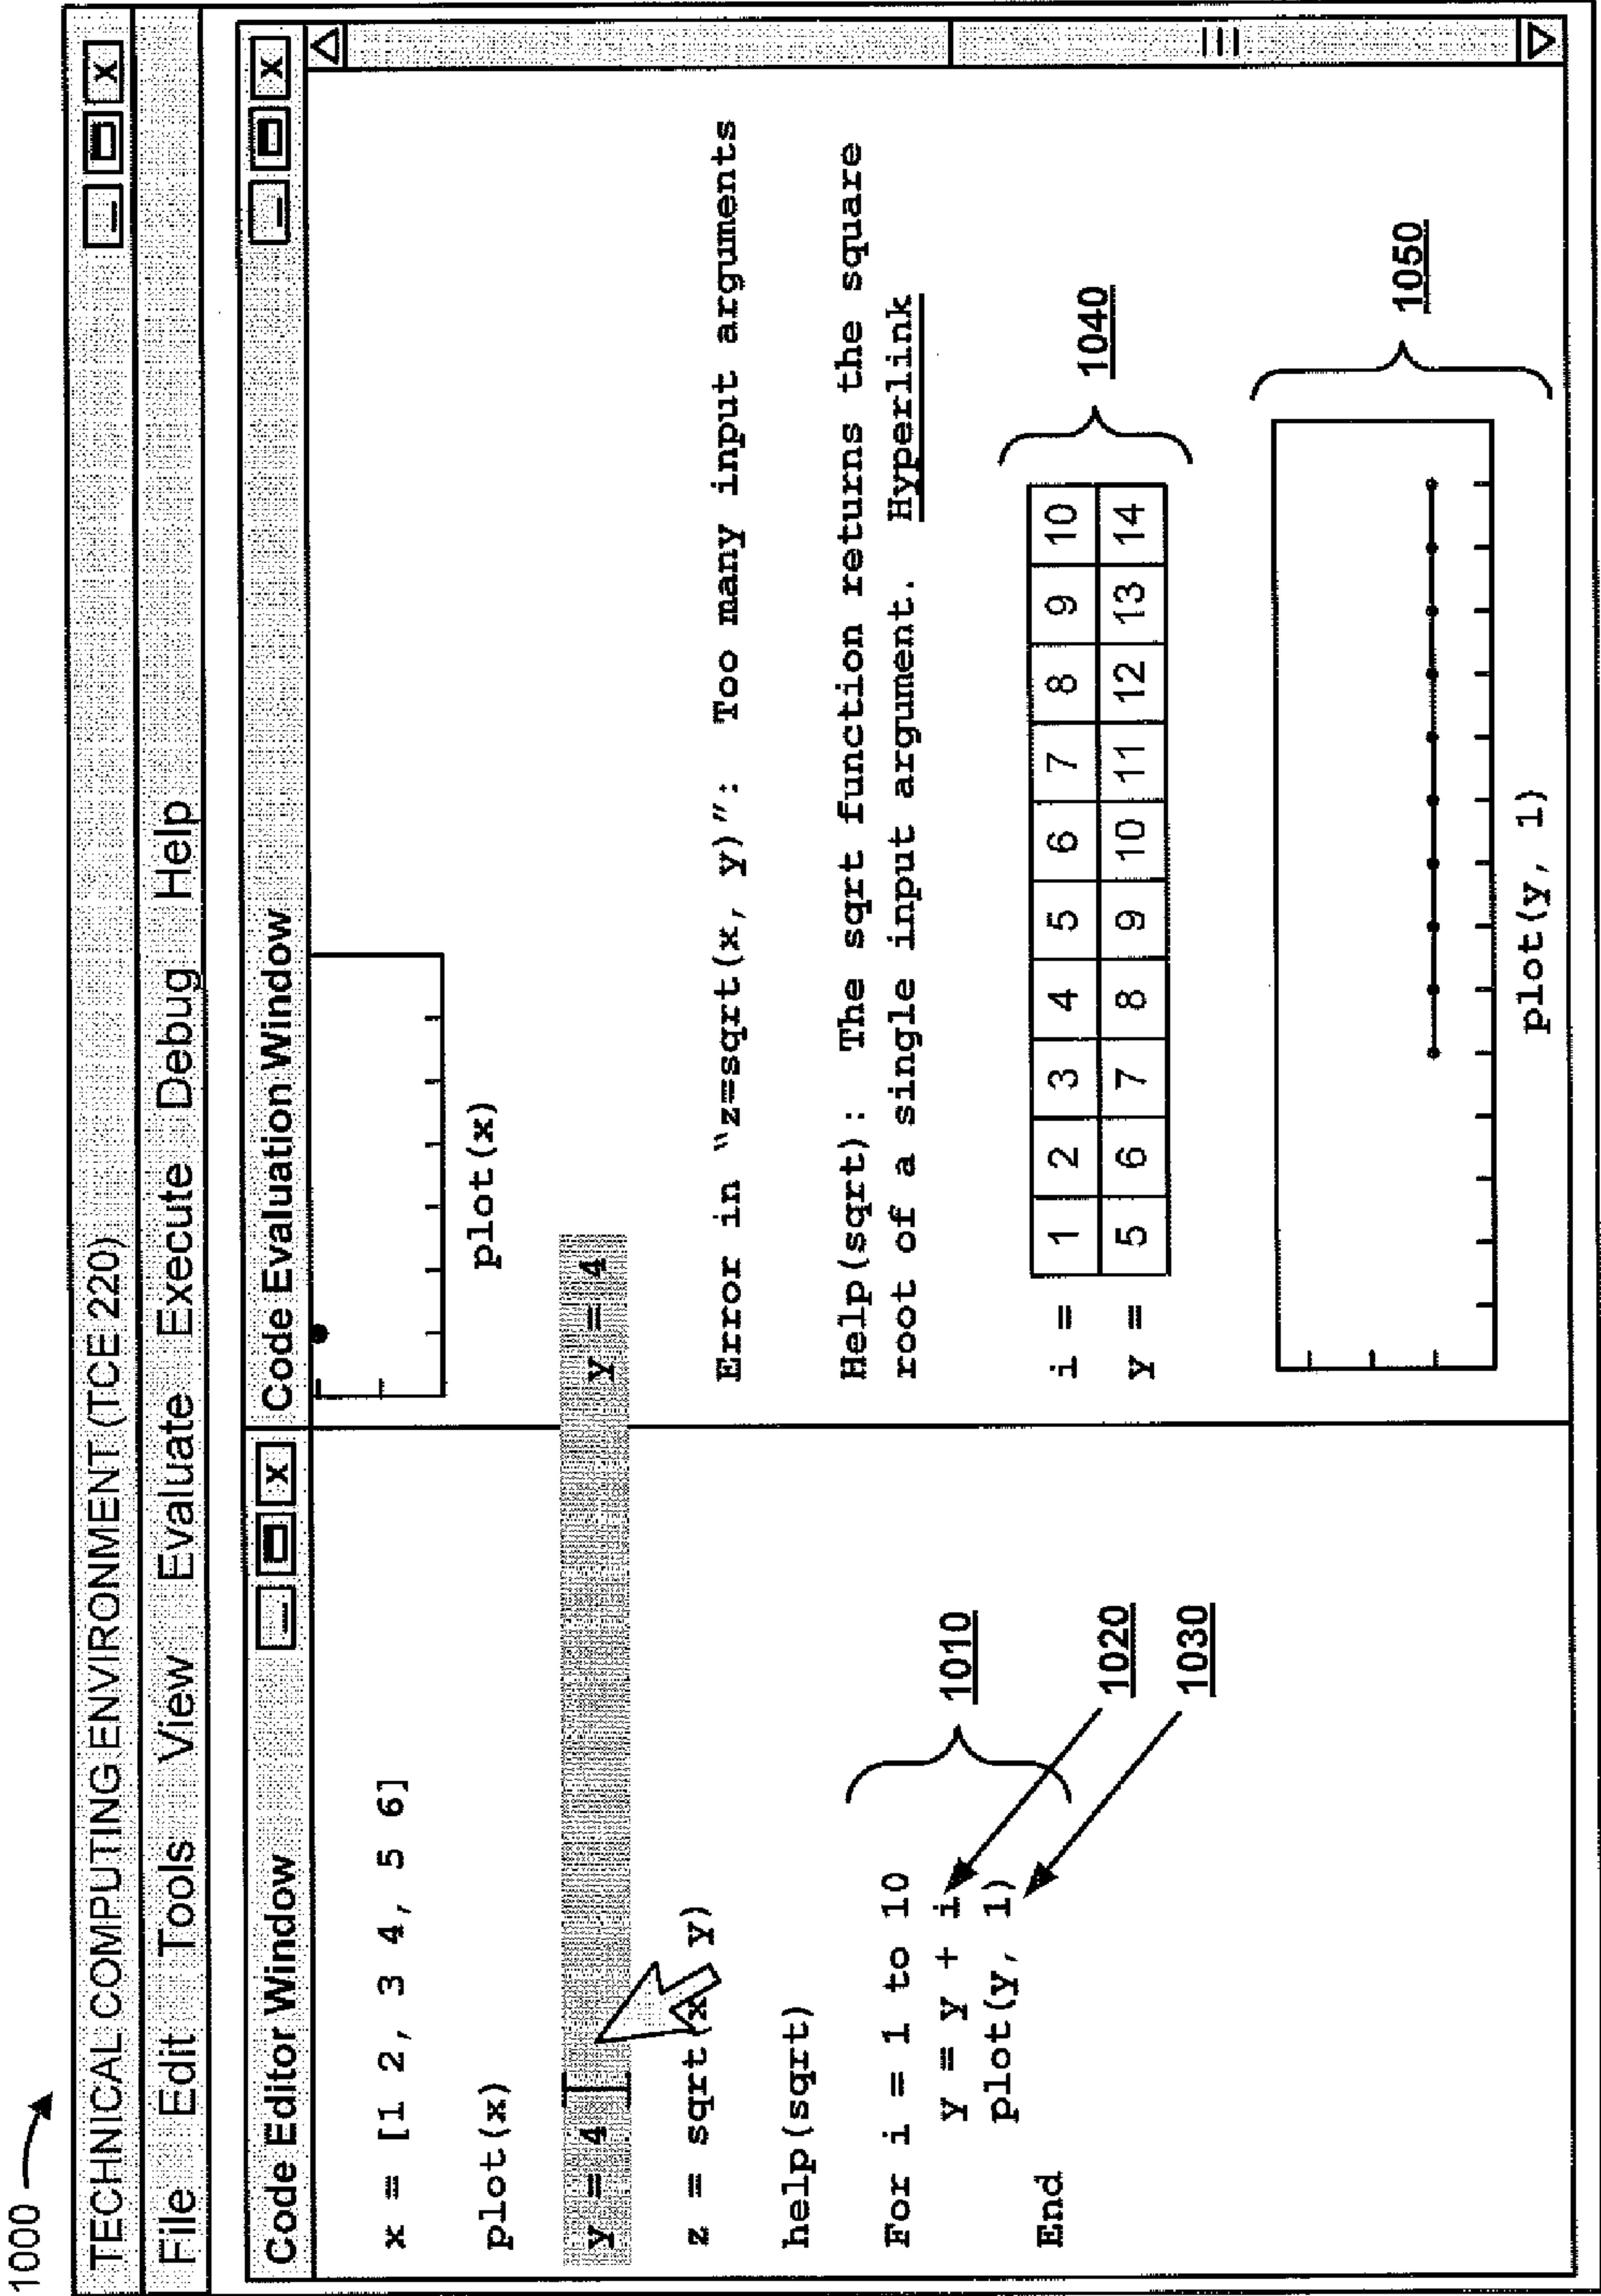 1000
TECHNICAL COMPUTING ENVIRONMENT (TCE 220)
File Edit Tools View Evaluate Execute Debug Help
Code Editor Window
x = [1 2, 3 4, 5 6]
plot(x)
y = 4
z = sqrt(x y)
help(sqrt)
For i = 1 to 10
y = y + i
plot(y, 1)
End
1010
1020
1030
Code Evaluation Window
plot(x)
y = 4
Error in "z=sqrt(x, y)": Too many input arguments
Help(sqrt): The sqrt function returns the square
root of a single input argument. Hyperlink
i = 1 2 3 4 5 6 7 8 9 10
y = 5 6 7 8 9 10 11 12 13 14
1040
plot(y, 1)
1050